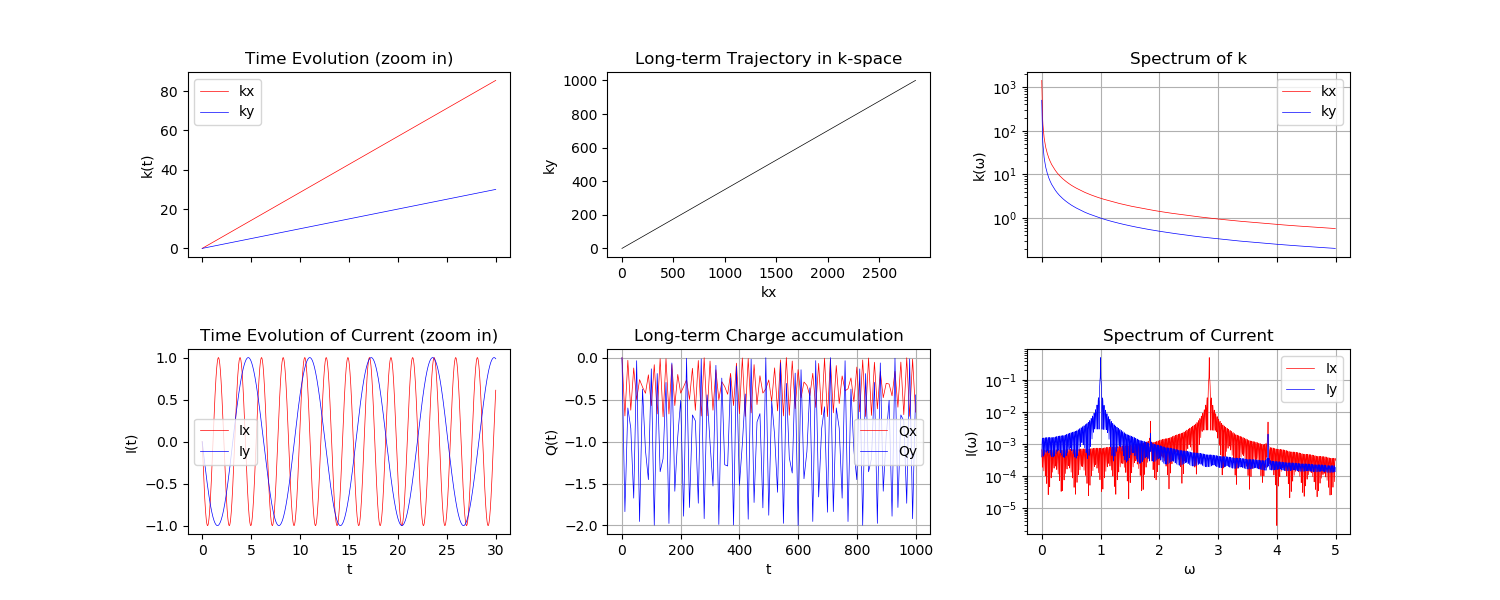 Time Evolution (zoom in)
k(t)
80
60
40
20
0
kx
ky
Long-term Trajectory in k-space
ky
1000
800
600
400
200
0
0 500 1000 1500 2000 2500
kx
Spectrum of k
k(ω)
10³
10²
10¹
10⁰
kx
ky
Time Evolution of Current (zoom in)
I(t)
1.0
0.5
0.0
−0.5
−1.0
Ix
Iy
0 5 10 15 20 25 30
t
Long-term Charge accumulation
Q(t)
0.0
−0.5
−1.0
−1.5
−2.0
Qx
Qy
0 200 400 600 800 1000
t
Spectrum of Current
I(ω)
10⁻¹
10⁻²
10⁻³
10⁻⁴
10⁻⁵
Ix
Iy
0 1 2 3 4 5
ω